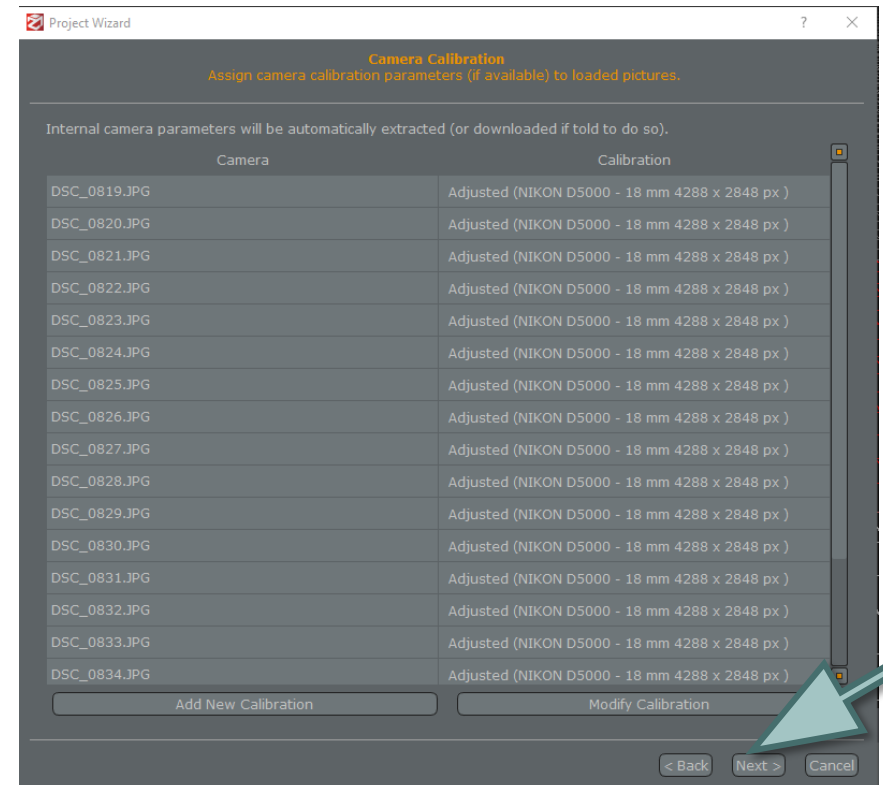 Project Wizard ? ×
Camera Calibration
Assign camera calibration parameters (if available) to loaded pictures.
Internal camera parameters will be automatically extracted (or downloaded if told to do so).
Camera Calibration
DSC_0819.JPG Adjusted (NIKON D5000 - 18 mm 4288 x 2848 px )
DSC_0820.JPG Adjusted (NIKON D5000 - 18 mm 4288 x 2848 px )
DSC_0821.JPG Adjusted (NIKON D5000 - 18 mm 4288 x 2848 px )
DSC_0822.JPG Adjusted (NIKON D5000 - 18 mm 4288 x 2848 px )
DSC_0823.JPG Adjusted (NIKON D5000 - 18 mm 4288 x 2848 px )
DSC_0824.JPG Adjusted (NIKON D5000 - 18 mm 4288 x 2848 px )
DSC_0825.JPG Adjusted (NIKON D5000 - 18 mm 4288 x 2848 px )
DSC_0826.JPG Adjusted (NIKON D5000 - 18 mm 4288 x 2848 px )
DSC_0827.JPG Adjusted (NIKON D5000 - 18 mm 4288 x 2848 px )
DSC_0828.JPG Adjusted (NIKON D5000 - 18 mm 4288 x 2848 px )
DSC_0829.JPG Adjusted (NIKON D5000 - 18 mm 4288 x 2848 px )
DSC_0830.JPG Adjusted (NIKON D5000 - 18 mm 4288 x 2848 px )
DSC_0831.JPG Adjusted (NIKON D5000 - 18 mm 4288 x 2848 px )
DSC_0832.JPG Adjusted (NIKON D5000 - 18 mm 4288 x 2848 px )
DSC_0833.JPG Adjusted (NIKON D5000 - 18 mm 4288 x 2848 px )
DSC_0834.JPG Adjusted (NIKON D5000 - 18 mm 4288 x 2848 px )
Add New Calibration Modify Calibration
< Back Next > Cancel